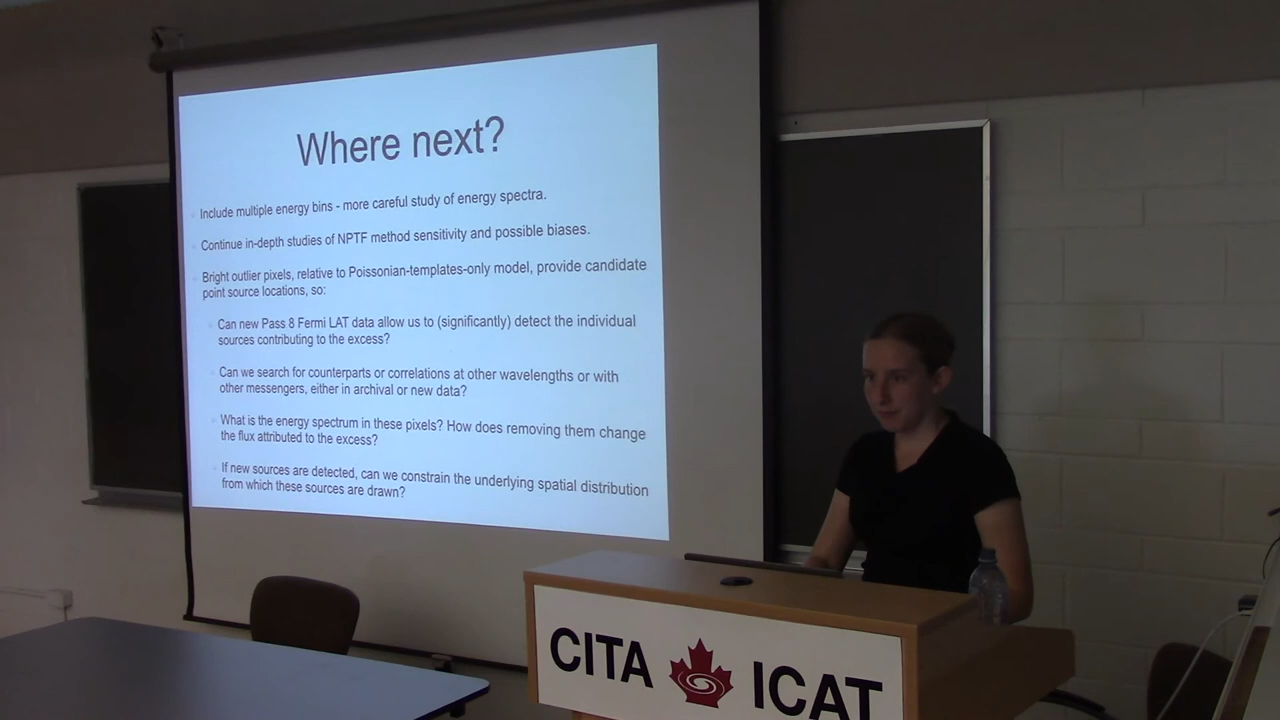 Where next?
Include multiple energy bins - more careful study of energy spectra.
Continue in-depth studies of NPTF method sensitivity and possible biases.
Bright outlier pixels, relative to Poissonian-templates-only model, provide candidate
point source locations, so:
Can new Pass 8 Fermi LAT data allow us to (significantly) detect the individual
sources contributing to the excess?
Can we search for counterparts or correlations at other wavelengths or with
other messengers, either in archival or new data?
What is the energy spectrum in these pixels? How does removing them change
the flux attributed to the excess?
If new sources are detected, can we constrain the underlying spatial distribution
from which these sources are drawn?
CITA ICAT